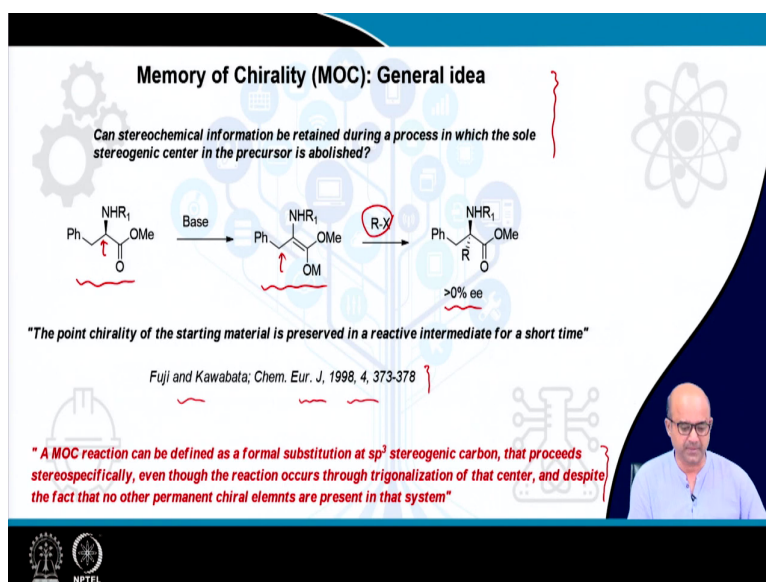 Memory of Chirality (MOC): General idea
Can stereochemical information be retained during a process in which the sole
stereogenic center in the precursor is abolished?
NHR1
Ph
OMe
O
Base
NHR1
Ph
OMe
OM
R-X
NHR1
Ph
OMe
R
O
>0% ee
"The point chirality of the starting material is preserved in a reactive intermediate for a short time"
Fuji and Kawabata; Chem. Eur. J, 1998, 4, 373-378
" A MOC reaction can be defined as a formal substitution at sp3 stereogenic carbon, that proceeds
stereospecifically, even though the reaction occurs through trigonalization of that center, and despite
the fact that no other permanent chiral elemnts are present in that system"
NPTEL